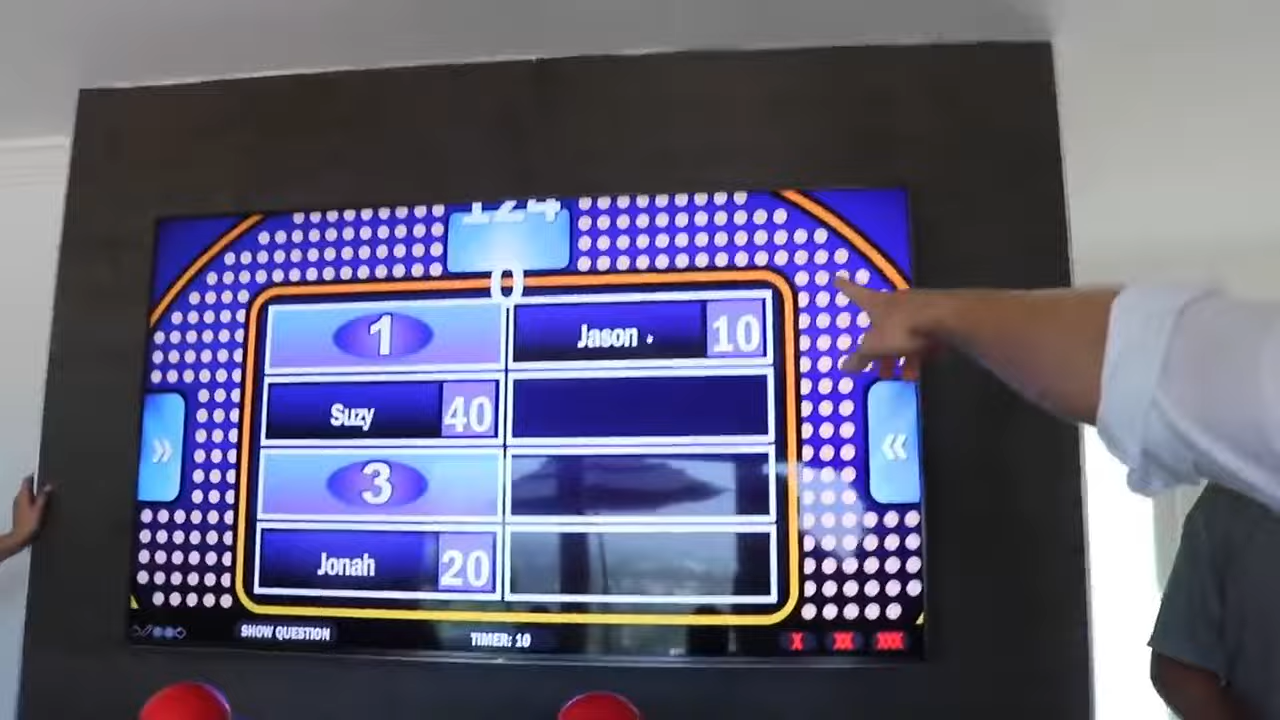 124
0
1
Jason 10
Suzy 40
3
Jonah 20
SHOW QUESTION
TIMER: 10
X XX XXX